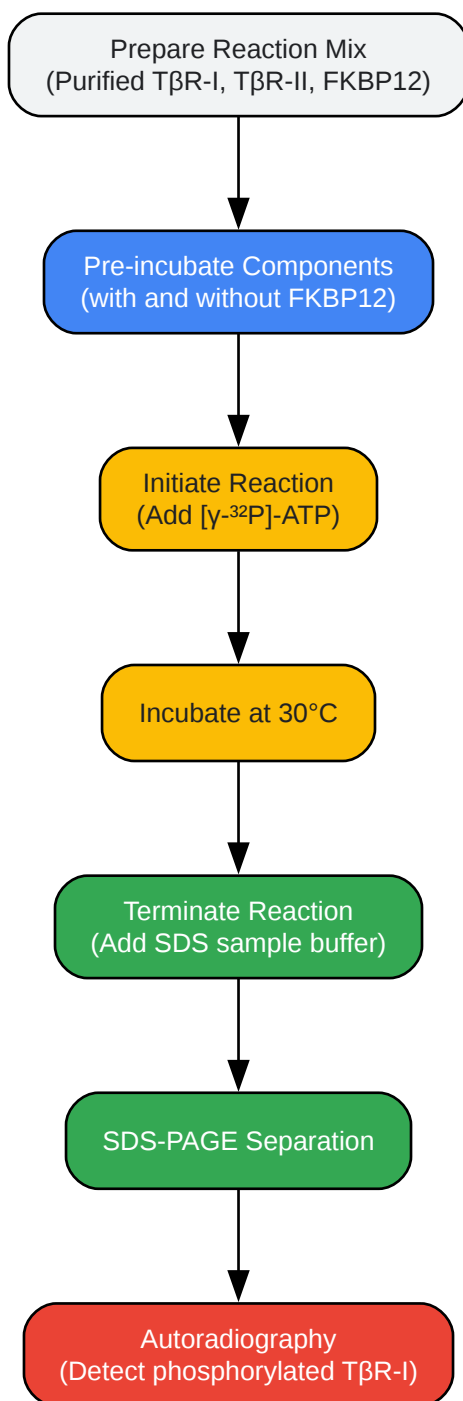 Prepare Reaction Mix
(Purified TβR-I, TβR-II, FKBP12)
Pre-incubate Components
(with and without FKBP12)
Initiate Reaction
(Add [γ-³²P]-ATP)
Incubate at 30°C
Terminate Reaction
(Add SDS sample buffer)
SDS-PAGE Separation
Autoradiography
(Detect phosphorylated TβR-I)